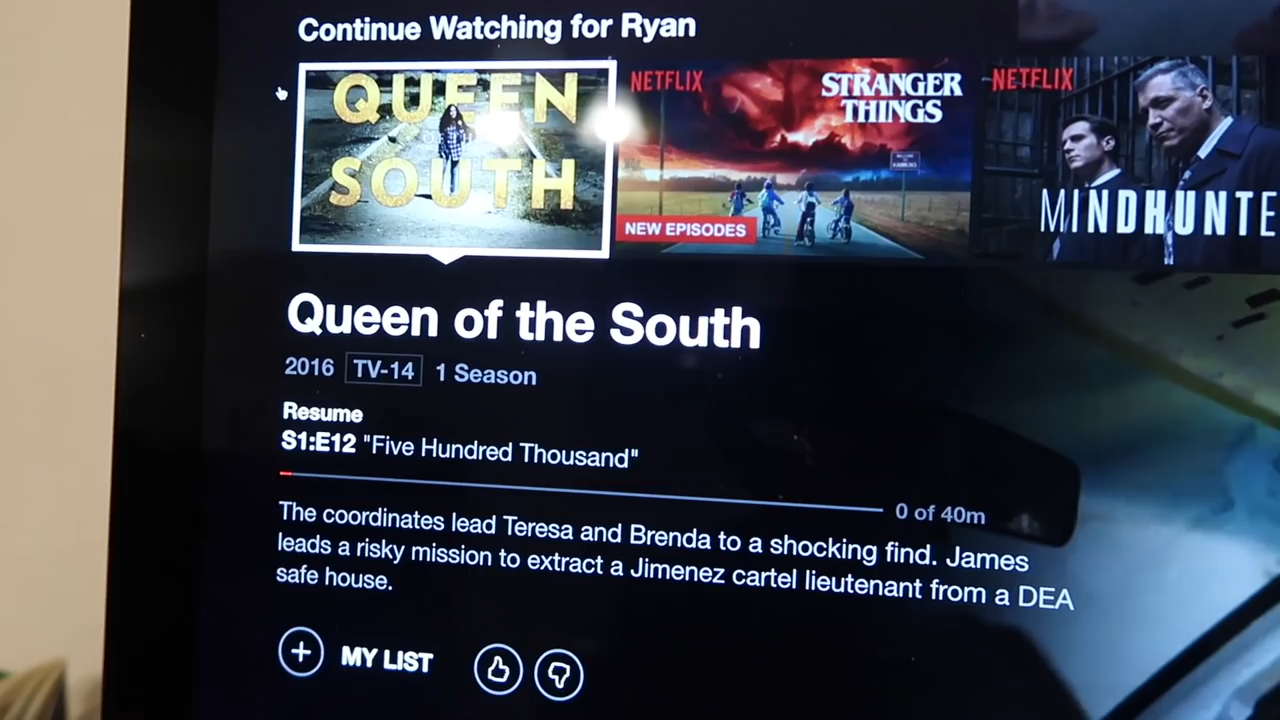 Continue Watching for Ryan
QUEEN
SOUTH
NETFLIX
STRANGER
THINGS
NEW EPISODES
NETFLIX
MINDHUNTE
Queen of the South
2016 TV-14 1 Season
Resume
S1:E12 "Five Hundred Thousand"
0 of 40m
The coordinates lead Teresa and Brenda to a shocking find. James
leads a risky mission to extract a Jimenez cartel lieutenant from a DEA
safe house.
MY LIST